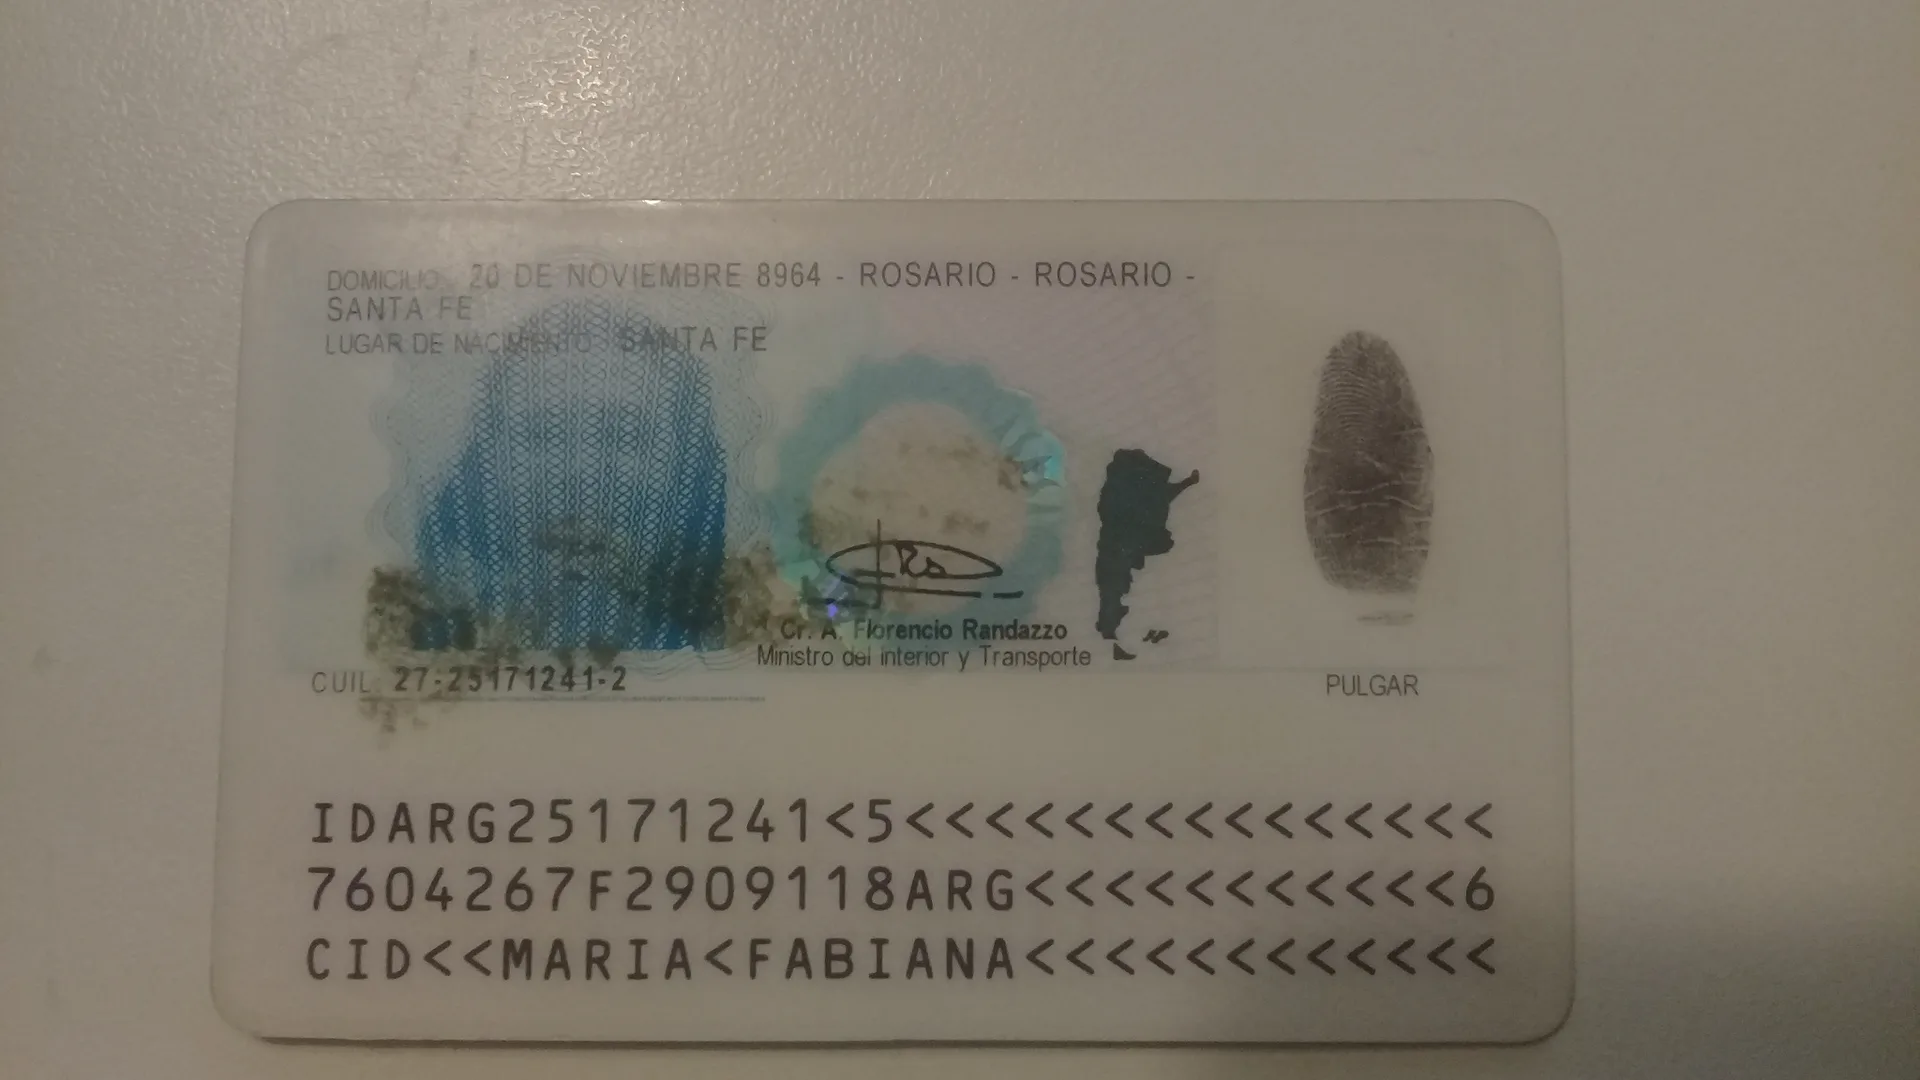 DOMICILIO: 20 DE NOVIEMBRE 8964 - ROSARIO - ROSARIO -
SANTA FE
LUGAR DE NACIMIENTO: SANTA FE
Cr. A. Florencio Randazzo
Ministro del interior y Transporte
CUIL: 27-25171241-2
PULGAR
IDARG25171241<5<<<<<<<<<<<<<<<
7604267F2909118ARG<<<<<<<<<<<6
CID<<MARIA<FABIANA<<<<<<<<<<<<